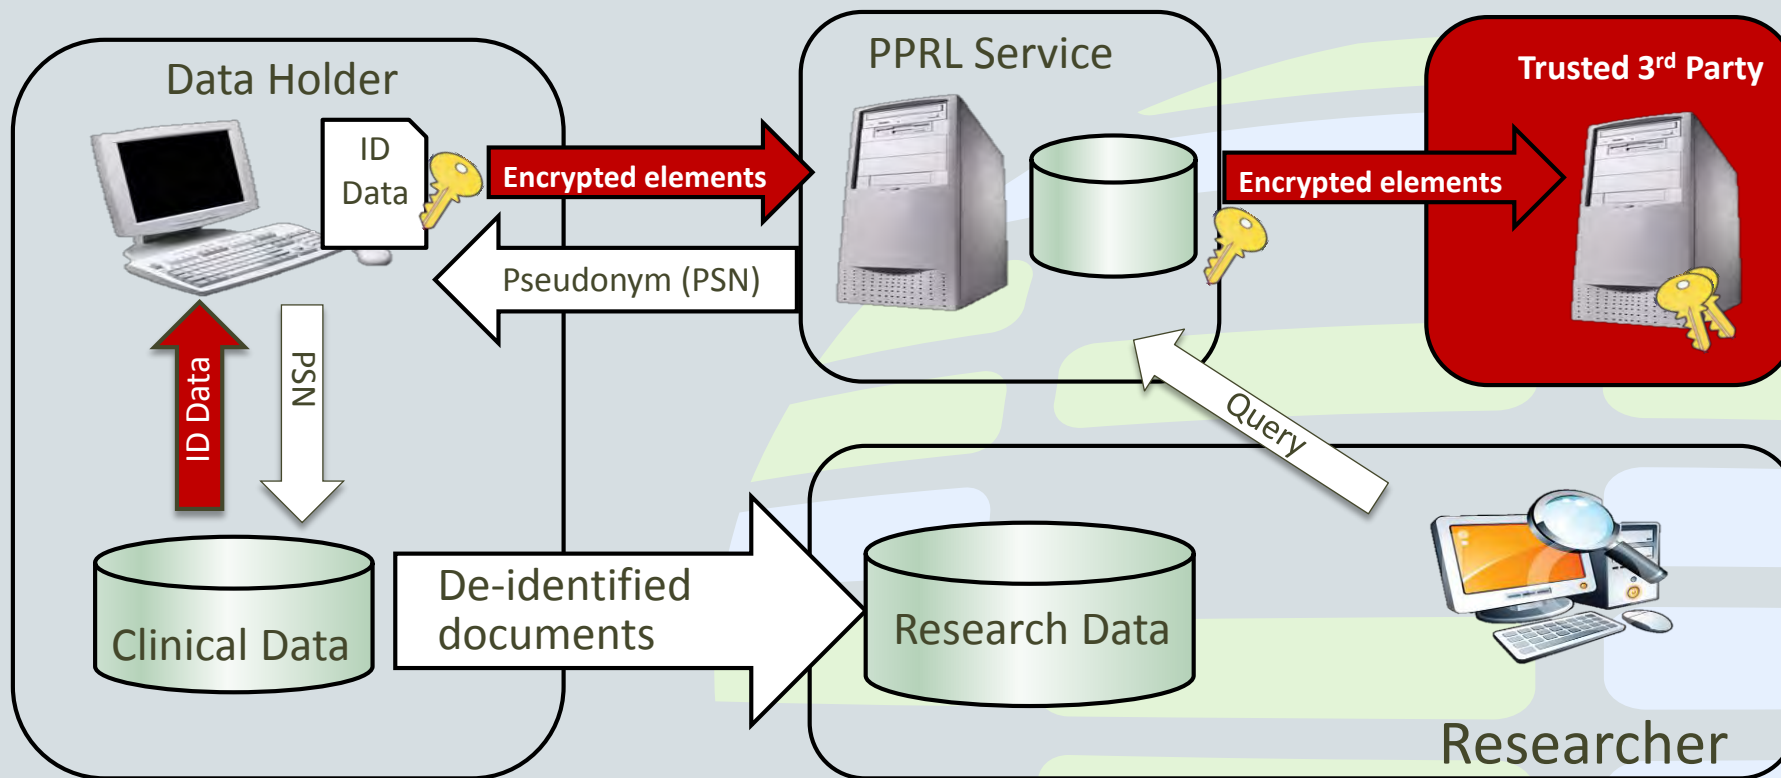 Data Holder
ID
Data
Encrypted elements
Pseudonym (PSN)
ID Data
PSN
Clinical Data
PPRL Service
Encrypted elements
Trusted 3rd Party
Query
De-identified
documents
Research Data
Researcher